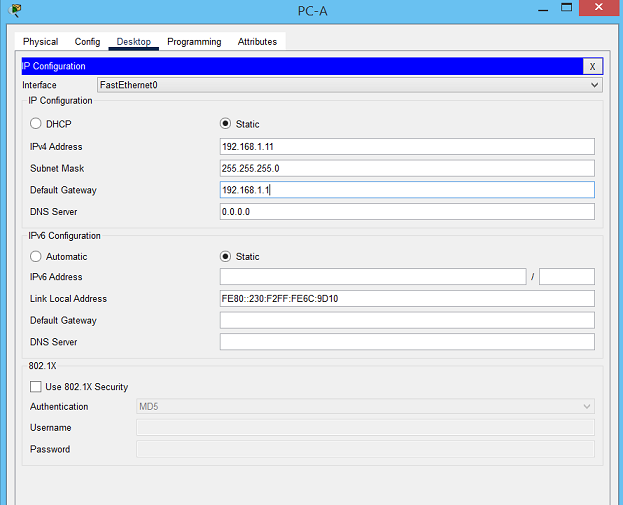 PC-A
Physical Config Desktop Programming Attributes
IP Configuration X
Interface FastEthernet0
IP Configuration
DHCP Static
IPv4 Address 192.168.1.11
Subnet Mask 255.255.255.0
Default Gateway 192.168.1.1
DNS Server 0.0.0.0
IPv6 Configuration
Automatic Static
IPv6 Address /
Link Local Address FE80::230:F2FF:FE6C:9D10
Default Gateway
DNS Server
802.1X
Use 802.1X Security
Authentication MD5
Username
Password